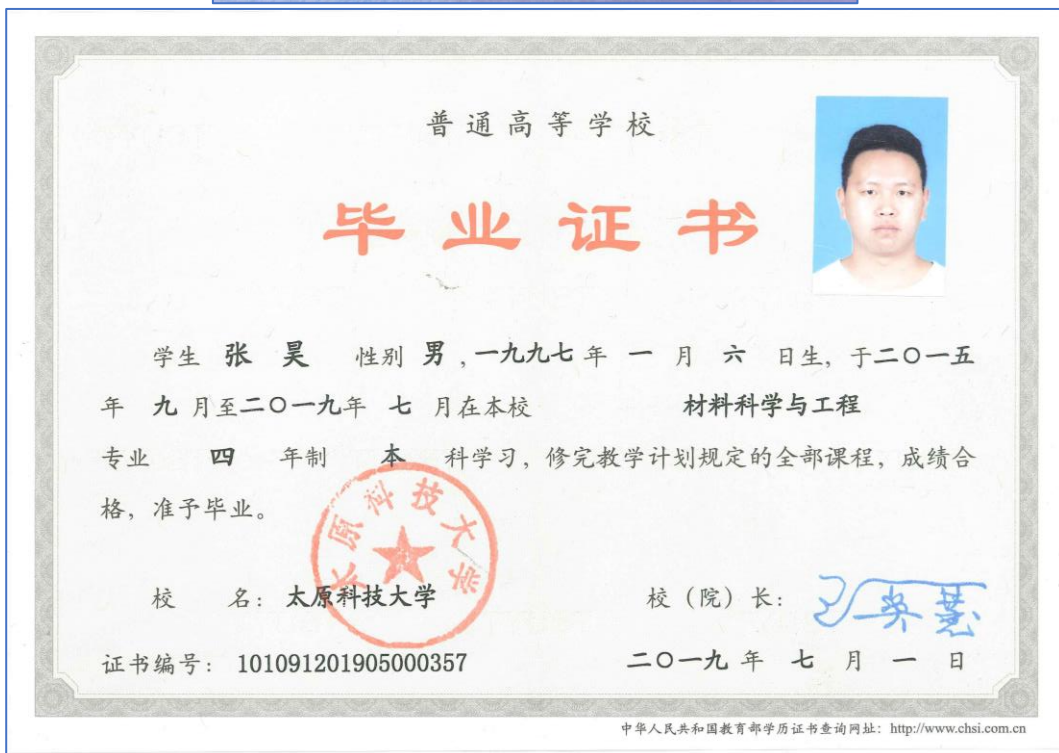 普通高等学校
毕业证书
学生 张昊 性别 男，一九九七年 一 月 六 日生，于二〇一五
年 九 月至二〇一九年 七 月在本校 材料科学与工程
专业 四 年制 本 科学习，修完教学计划规定的全部课程，成绩合
格，准予毕业。
太原科技大学
校 名：太原科技大学 校（院）长：
证书编号：101091201905000357 二〇一九年 七 月 一 日
中华人民共和国教育部学历证书查询网址：http://www.chsi.com.cn